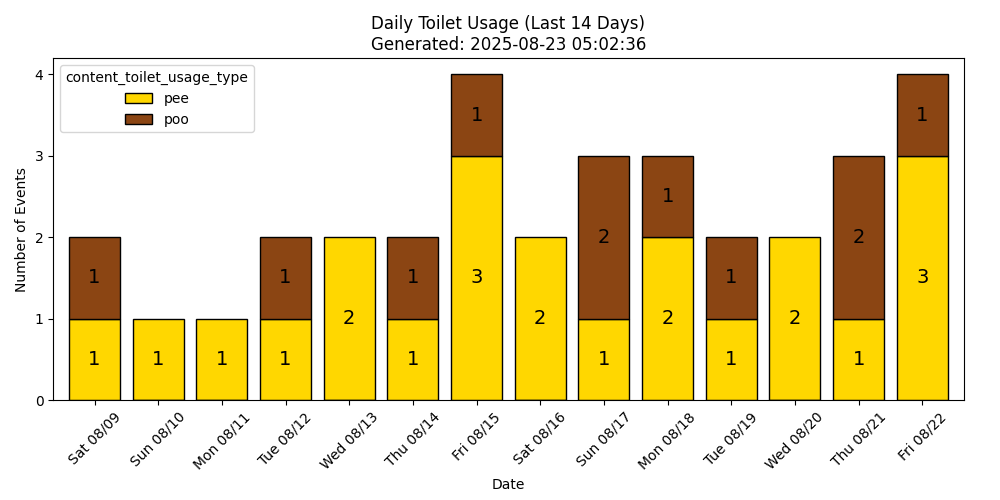 Daily Toilet Usage (Last 14 Days)
Generated: 2025-08-23 05:02:36
content_toilet_usage_type
pee
poo
Number of Events
4
3
2
1
0
1 1 1 1 1 1 2 1 1 3 1 2 1 2 2 1 1 1 2 1 2 3 1
Sat 08/09 Sun 08/10 Mon 08/11 Tue 08/12 Wed 08/13 Thu 08/14 Fri 08/15 Sat 08/16 Sun 08/17 Mon 08/18 Tue 08/19 Wed 08/20 Thu 08/21 Fri 08/22
Date